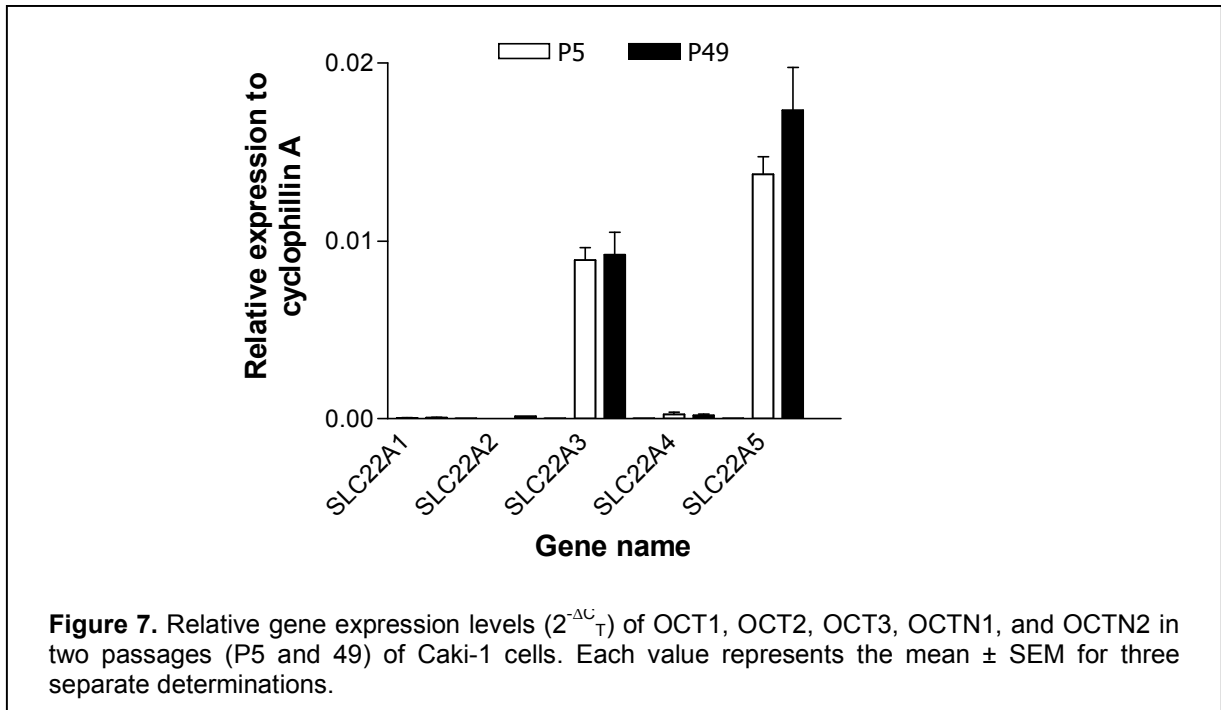 P5 P49
Relative expression to
cyclophillin A
0.02
0.01
0.00
SLC22A1
SLC22A2
SLC22A3
SLC22A4
SLC22A5
Gene name
Figure 7. Relative gene expression levels (2-ΔCT) of OCT1, OCT2, OCT3, OCTN1, and OCTN2 in
two passages (P5 and 49) of Caki-1 cells. Each value represents the mean ± SEM for three
separate determinations.